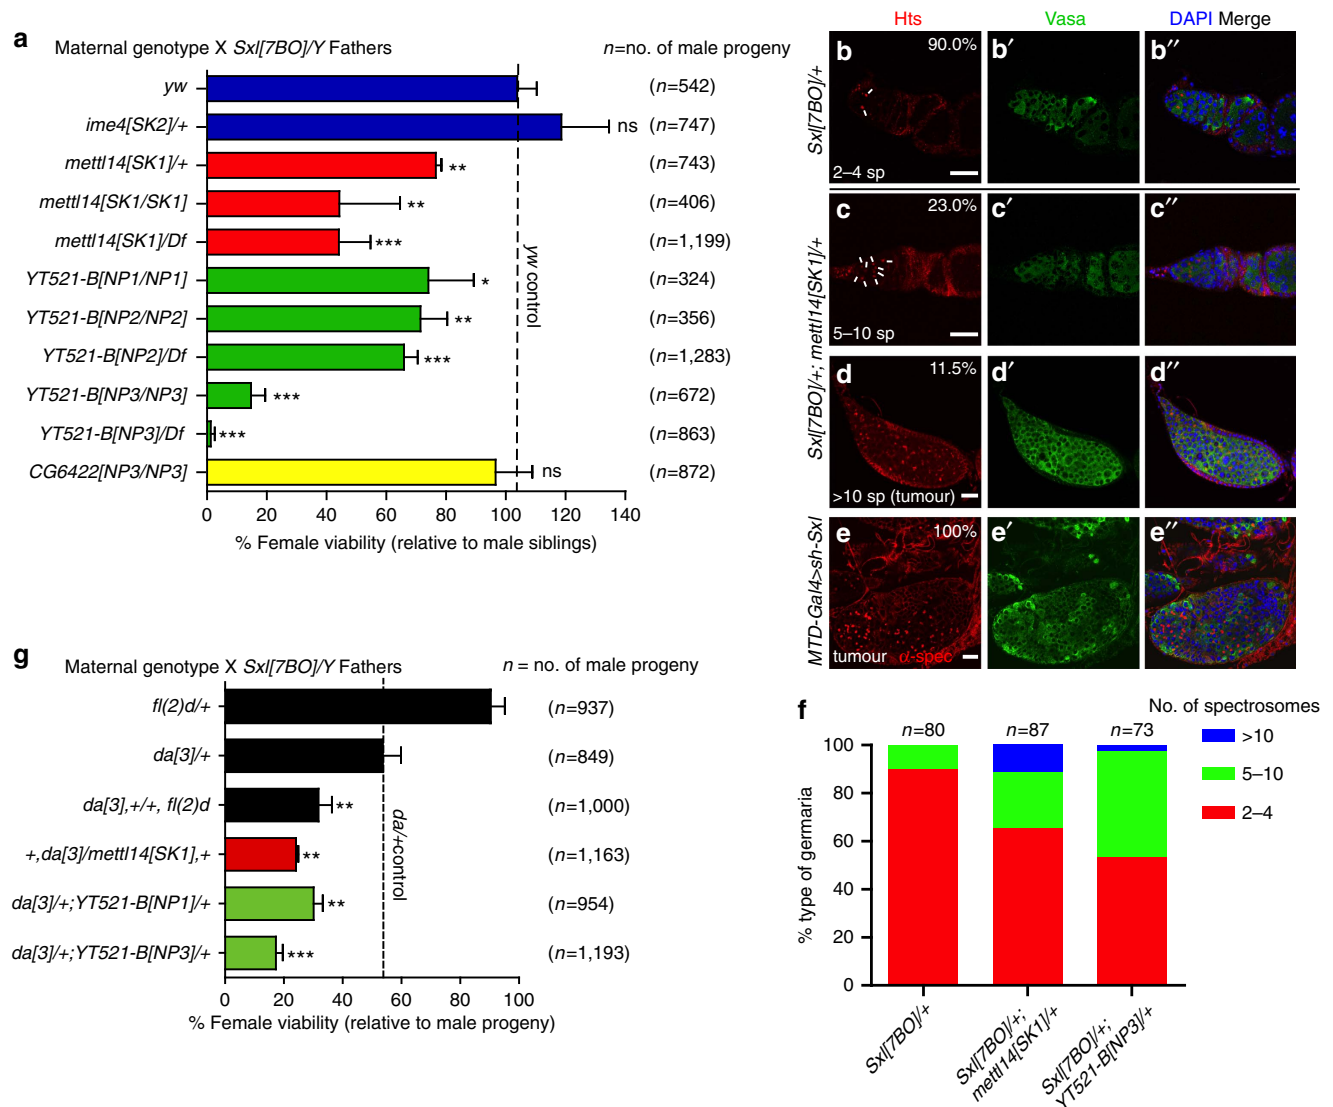 a
Maternal genotype X Sxl[7BO]/Y Fathers
n=no. of male progeny
yw
(n=542)
ime4[SK2]/+
ns
(n=747)
mettl14[SK1]/+
**
(n=743)
mettl14[SK1/SK1]
**
(n=406)
mettl14[SK1]/Df
***
(n=1,199)
YT521-B[NP1/NP1]
*
(n=324)
YT521-B[NP2/NP2]
**
(n=356)
YT521-B[NP2]/Df
***
(n=1,283)
YT521-B[NP3/NP3]
***
(n=672)
YT521-B[NP3]/Df
***
(n=863)
CG6422[NP3/NP3]
ns
(n=872)
yw control
0 20 40 60 80 100 120 140
% Female viability (relative to male siblings)
Hts
Vasa
DAPI Merge
Sxl[7BO]/+
b
90.0%
2–4 sp
b′
b″
Sxl[7BO]/+; mettl14[SK1]/+
c
23.0%
5–10 sp
c′
c″
d
11.5%
>10 sp (tumour)
d′
d″
MTD-Gal4>sh-Sxl
e
100%
tumour α-spec
e′
e″
g
Maternal genotype X Sxl[7BO]/Y Fathers
n = no. of male progeny
fl(2)d/+
(n=937)
da[3]/+
(n=849)
da[3],+/+, fl(2)d
**
(n=1,000)
+,da[3]/mettl14[SK1],+
**
(n=1,163)
da[3]/+;YT521-B[NP1]/+
**
(n=954)
da[3]/+;YT521-B[NP3]/+
***
(n=1,193)
da/+control
0 20 40 60 80 100
% Female viability (relative to male progeny)
f
No. of spectrosomes
>10
5–10
2–4
n=80
n=87
n=73
% type of germaria
100
80
60
40
20
0
Sxl[7BO]/+
Sxl[7BO]/+;
mettl14[SK1]/+
Sxl[7BO]/+;
YT521-B[NP3]/+